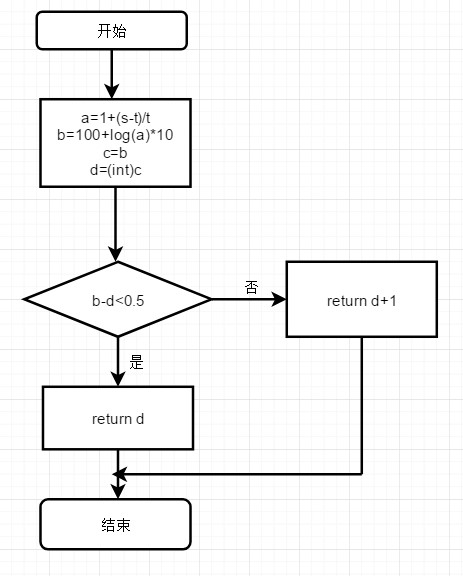 开始
a=1+(s-t)/t
b=100+log(a)*10
c=b
d=(int)c
b-d<0.5
否
return d+1
是
return d
结束